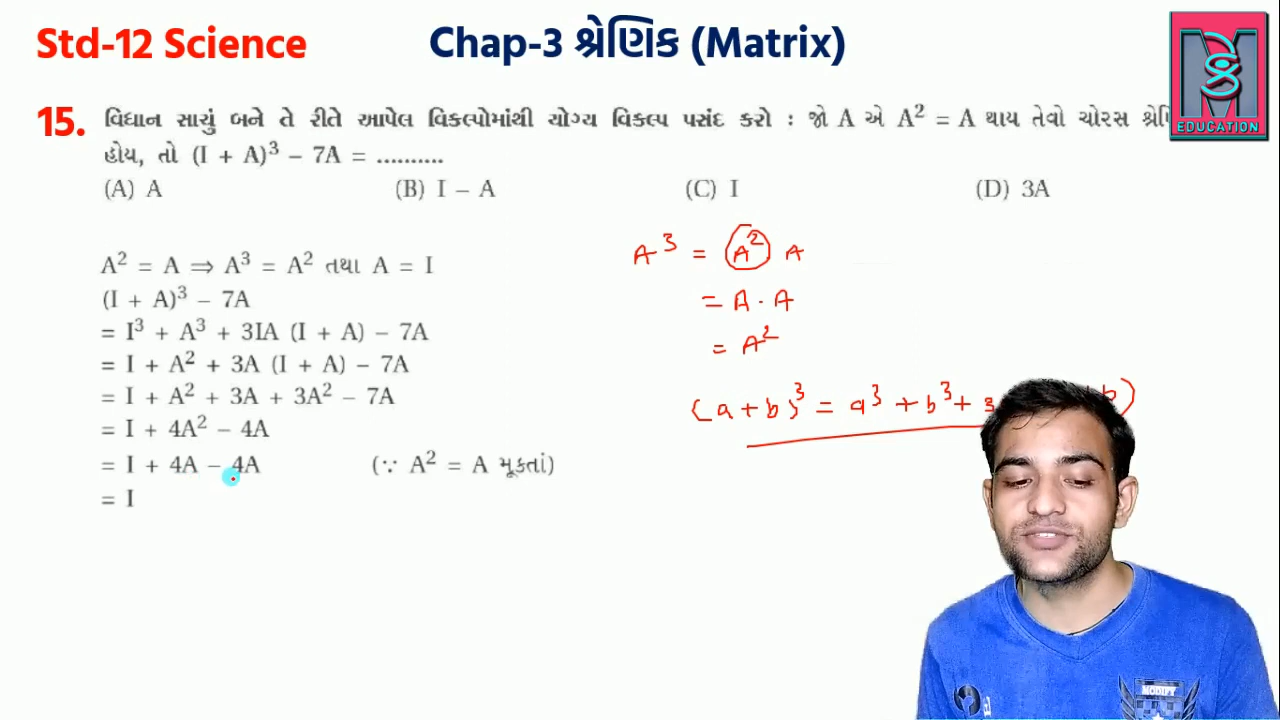 Std-12 Science
Chap-3 શ્રેણિક (Matrix)
M
EDUCATION
15. વિધાન સાચું બને તે રીતે આપેલ વિકલ્પોમાંથી યોગ્ય વિકલ્પ પસંદ કરો : જો A એ A² = A થાય તેવો ચોરસ
હોય, તો (I + A)³ – 7A = ..........
(A) A (B) I – A (C) I (D) 3A
A² = A ⇒ A³ = A² તથા A = I
(I + A)³ – 7A
= I³ + A³ + 3IA (I + A) – 7A
= I + A² + 3A (I + A) – 7A
= I + A² + 3A + 3A² – 7A
= I + 4A² – 4A
= I + 4A – 4A (∵ A² = A મૂકતાં)
= I
A³ = A² A
= A · A
= A²
(a + b)³ = a³ + b³ + 3 b)
MODIFY